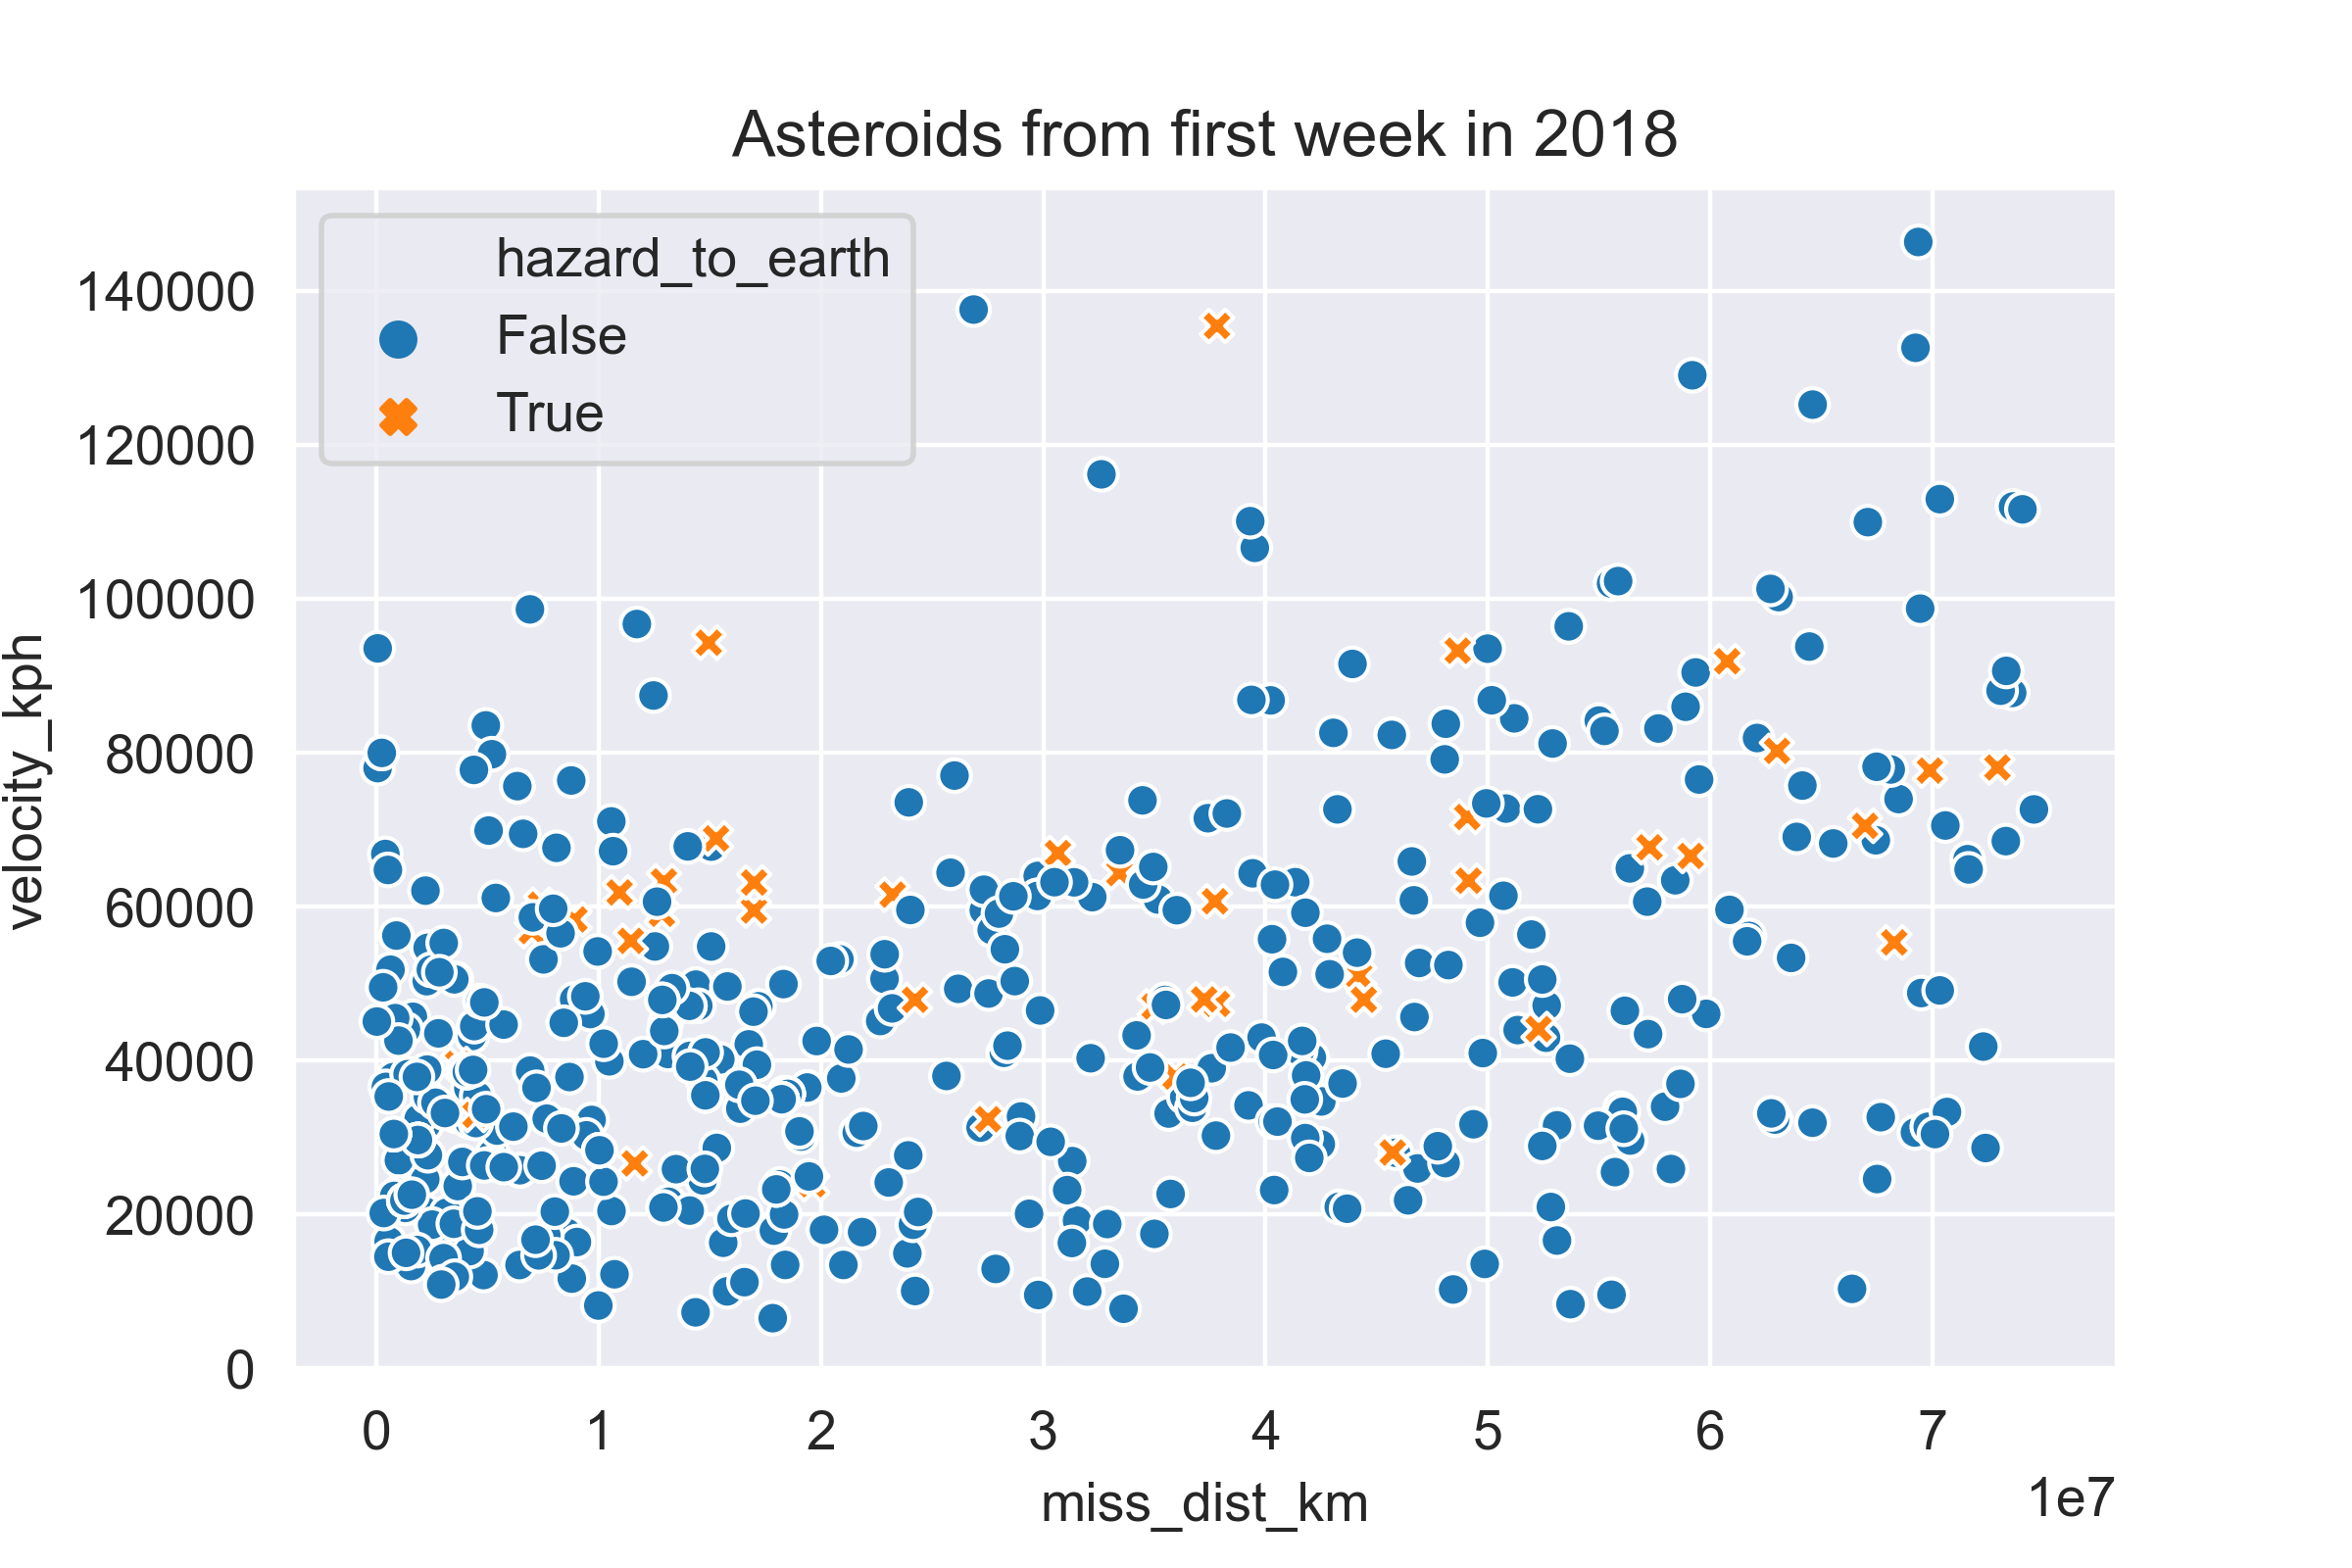 Asteroids from first week in 2018
hazard_to_earth
False
True
velocity_kph
140000
120000
100000
80000
60000
40000
20000
0
0 1 2 3 4 5 6 7
1e7
miss_dist_km